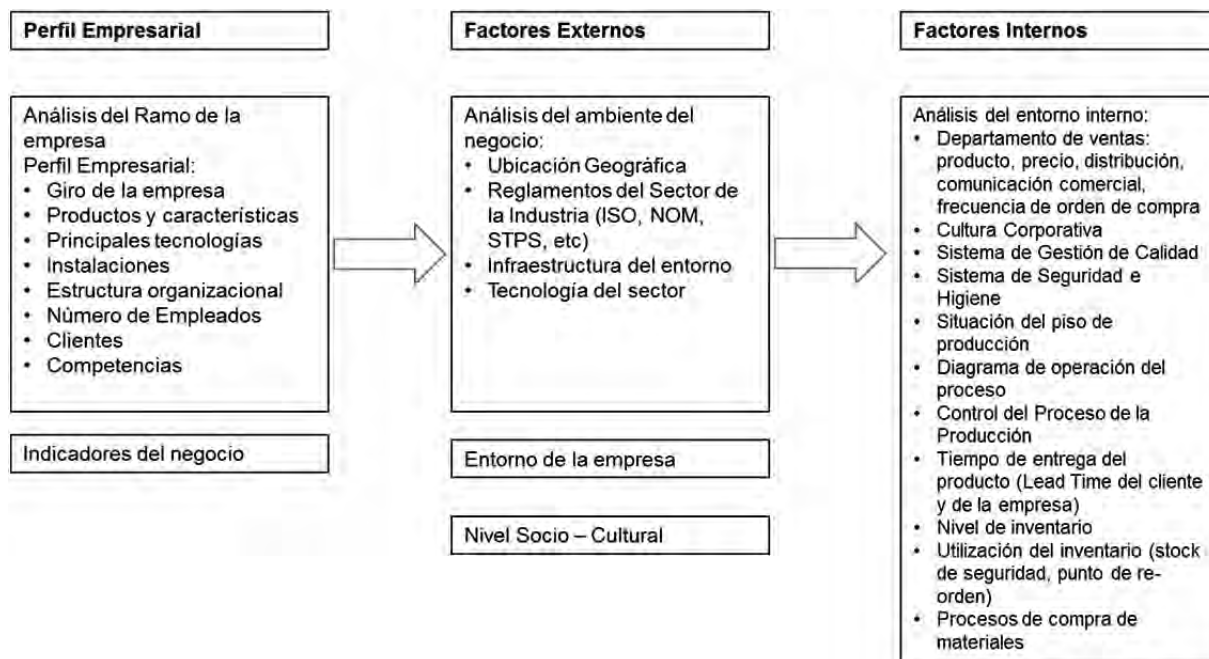 Perfil Empresarial
Análisis del Ramo de la
empresa
Perfil Empresarial:
• Giro de la empresa
• Productos y características
• Principales tecnologías
• Instalaciones
• Estructura organizacional
• Número de Empleados
• Clientes
• Competencias
Indicadores del negocio
Factores Externos
Análisis del ambiente del
negocio:
• Ubicación Geográfica
• Reglamentos del Sector de
la Industria (ISO, NOM,
STPS, etc)
• Infraestructura del entorno
• Tecnología del sector
Entorno de la empresa
Nivel Socio – Cultural
Factores Internos
Análisis del entorno interno:
• Departamento de ventas:
producto, precio, distribución,
comunicación comercial,
frecuencia de orden de compra
• Cultura Corporativa
• Sistema de Gestión de Calidad
• Sistema de Seguridad e
Higiene
• Situación del piso de
producción
• Diagrama de operación del
proceso
• Control del Proceso de la
Producción
• Tiempo de entrega del
producto (Lead Time del cliente
y de la empresa)
• Nivel de inventario
• Utilización del inventario (stock
de seguridad, punto de re-
orden)
• Procesos de compra de
materiales